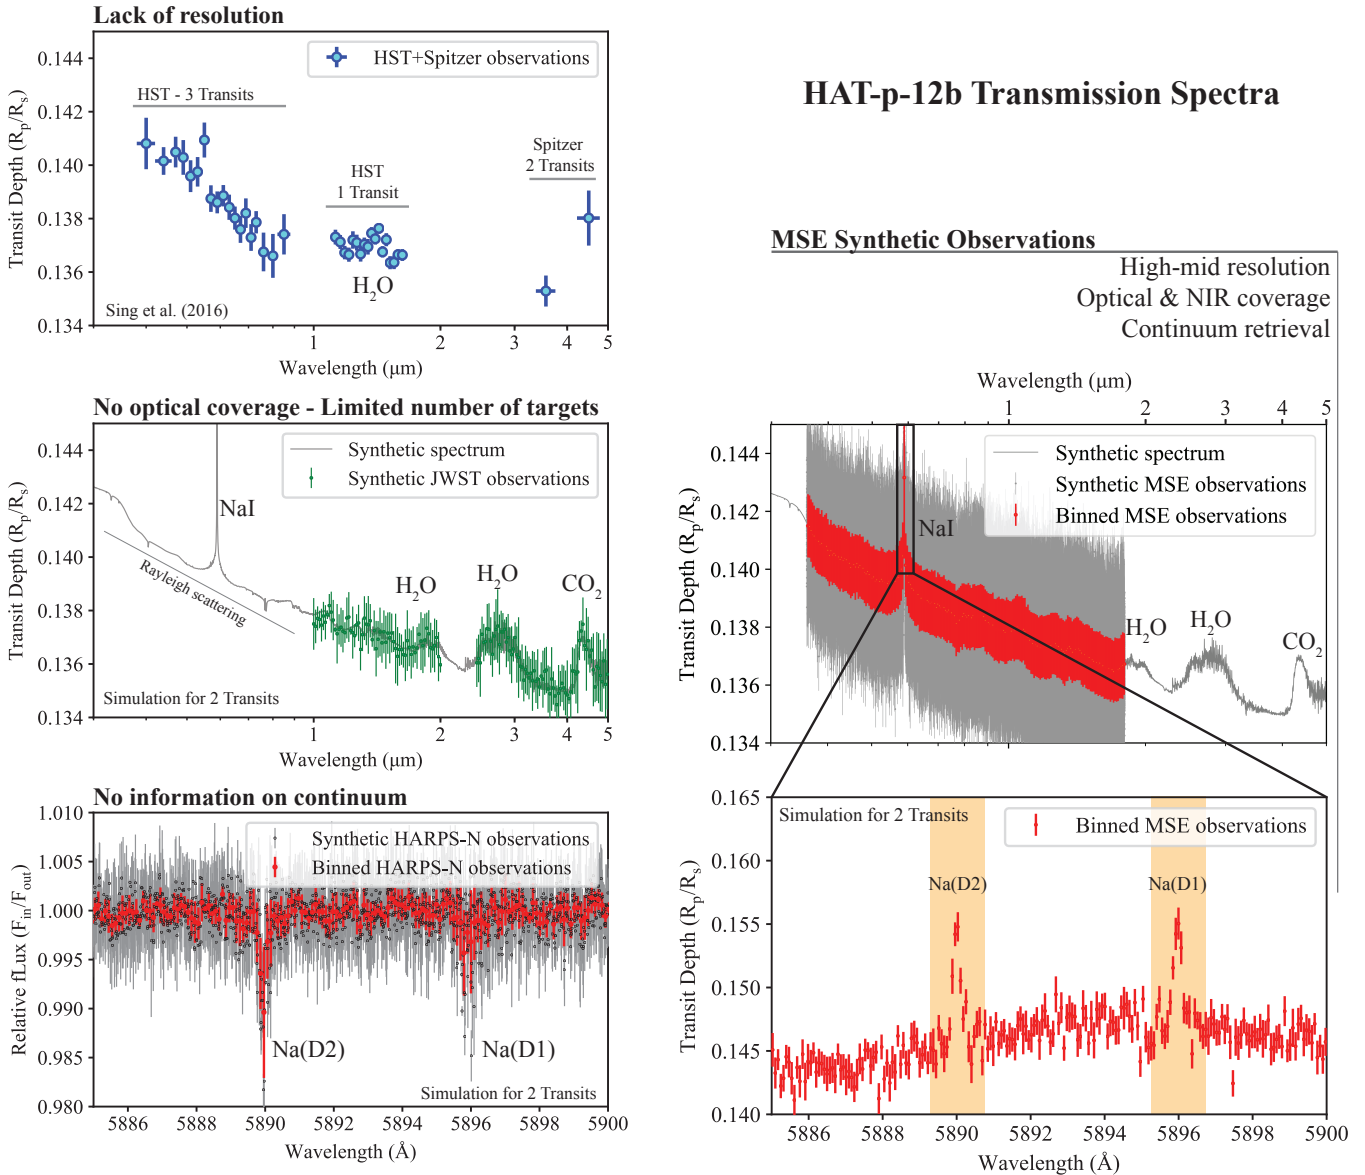 Lack of resolution
0.144
0.142
0.140
0.138
0.136
0.134
Transit Depth (Rp/Rs)
HST+Spitzer observations
HST - 3 Transits
HST
1 Transit
H2O
Spitzer
2 Transits
Sing et al. (2016)
1 2 3 4 5
Wavelength (μm)
No optical coverage - Limited number of targets
0.144
0.142
0.140
0.138
0.136
0.134
Transit Depth (Rp/Rs)
Synthetic spectrum
Synthetic JWST observations
NaI
Rayleigh scattering
H2O
H2O
CO2
Simulation for 2 Transits
1 2 3 4 5
Wavelength (μm)
No information on continuum
1.010
1.005
1.000
0.995
0.990
0.985
0.980
Relative fLux (Fin/Fout)
Synthetic HARPS-N observations
Binned HARPS-N observations
Na(D2)
Na(D1)
Simulation for 2 Transits
5886 5888 5890 5892 5894 5896 5898 5900
Wavelength (Å)
HAT-p-12b Transmission Spectra
MSE Synthetic Observations
High-mid resolution
Optical & NIR coverage
Continuum retrieval
Wavelength (μm)
1 2 3 4 5
0.144
0.142
0.140
0.138
0.136
0.134
Transit Depth (Rp/Rs)
Synthetic spectrum
Synthetic MSE observations
Binned MSE observations
NaI
H2O
H2O
CO2
0.165
0.160
0.155
0.150
0.145
0.140
Transit Depth (Rp/Rs)
Simulation for 2 Transits
Binned MSE observations
Na(D2)
Na(D1)
5886 5888 5890 5892 5894 5896 5898 5900
Wavelength (Å)